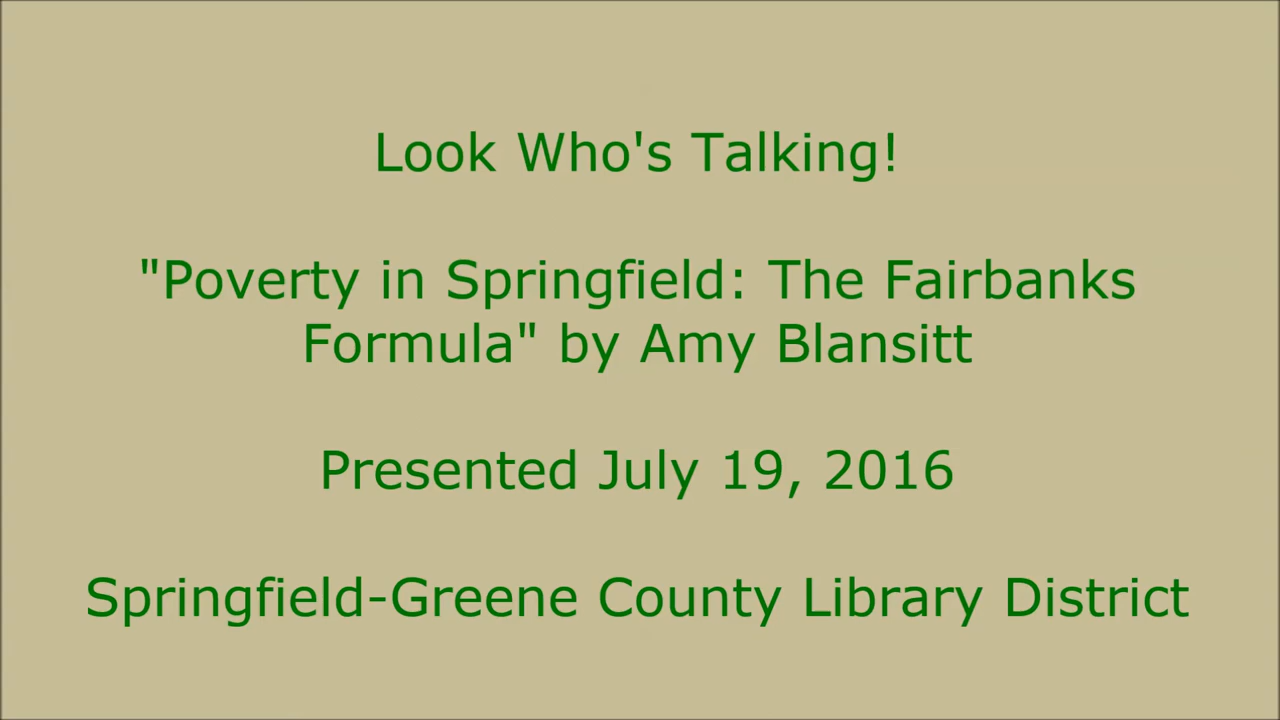 Look Who's Talking!
"Poverty in Springfield: The Fairbanks
Formula" by Amy Blansitt
Presented July 19, 2016
Springfield-Greene County Library District